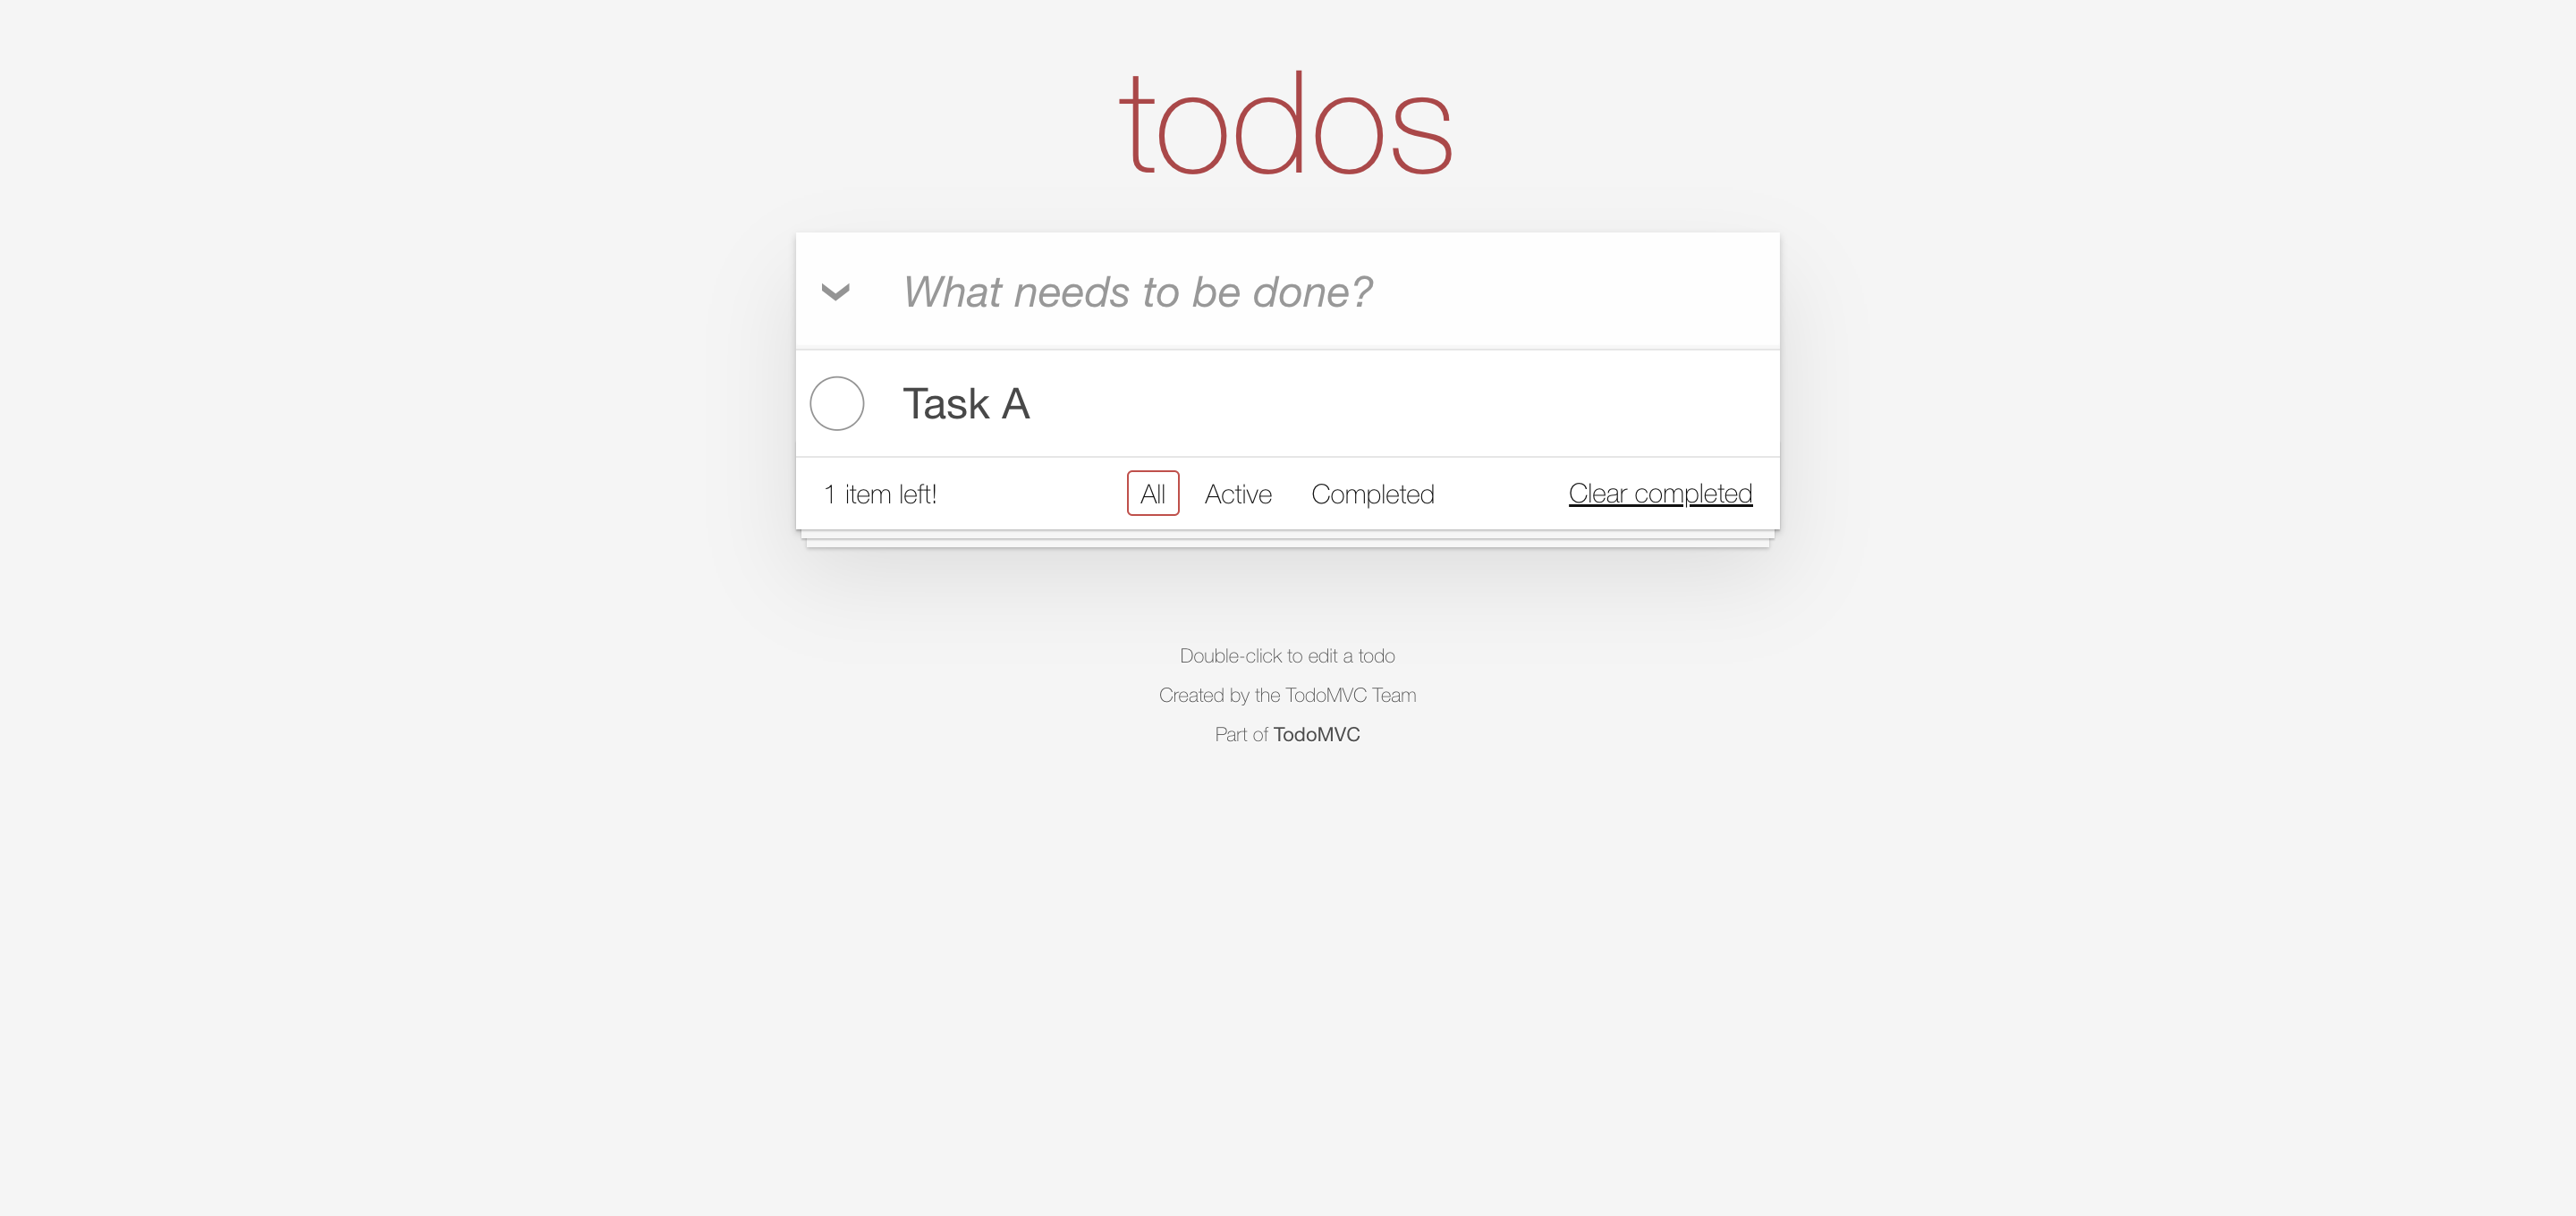 todos
What needs to be done?
Task A
1 item left! All Active Completed Clear completed
Double-click to edit a todo
Created by the TodoMVC Team
Part of TodoMVC